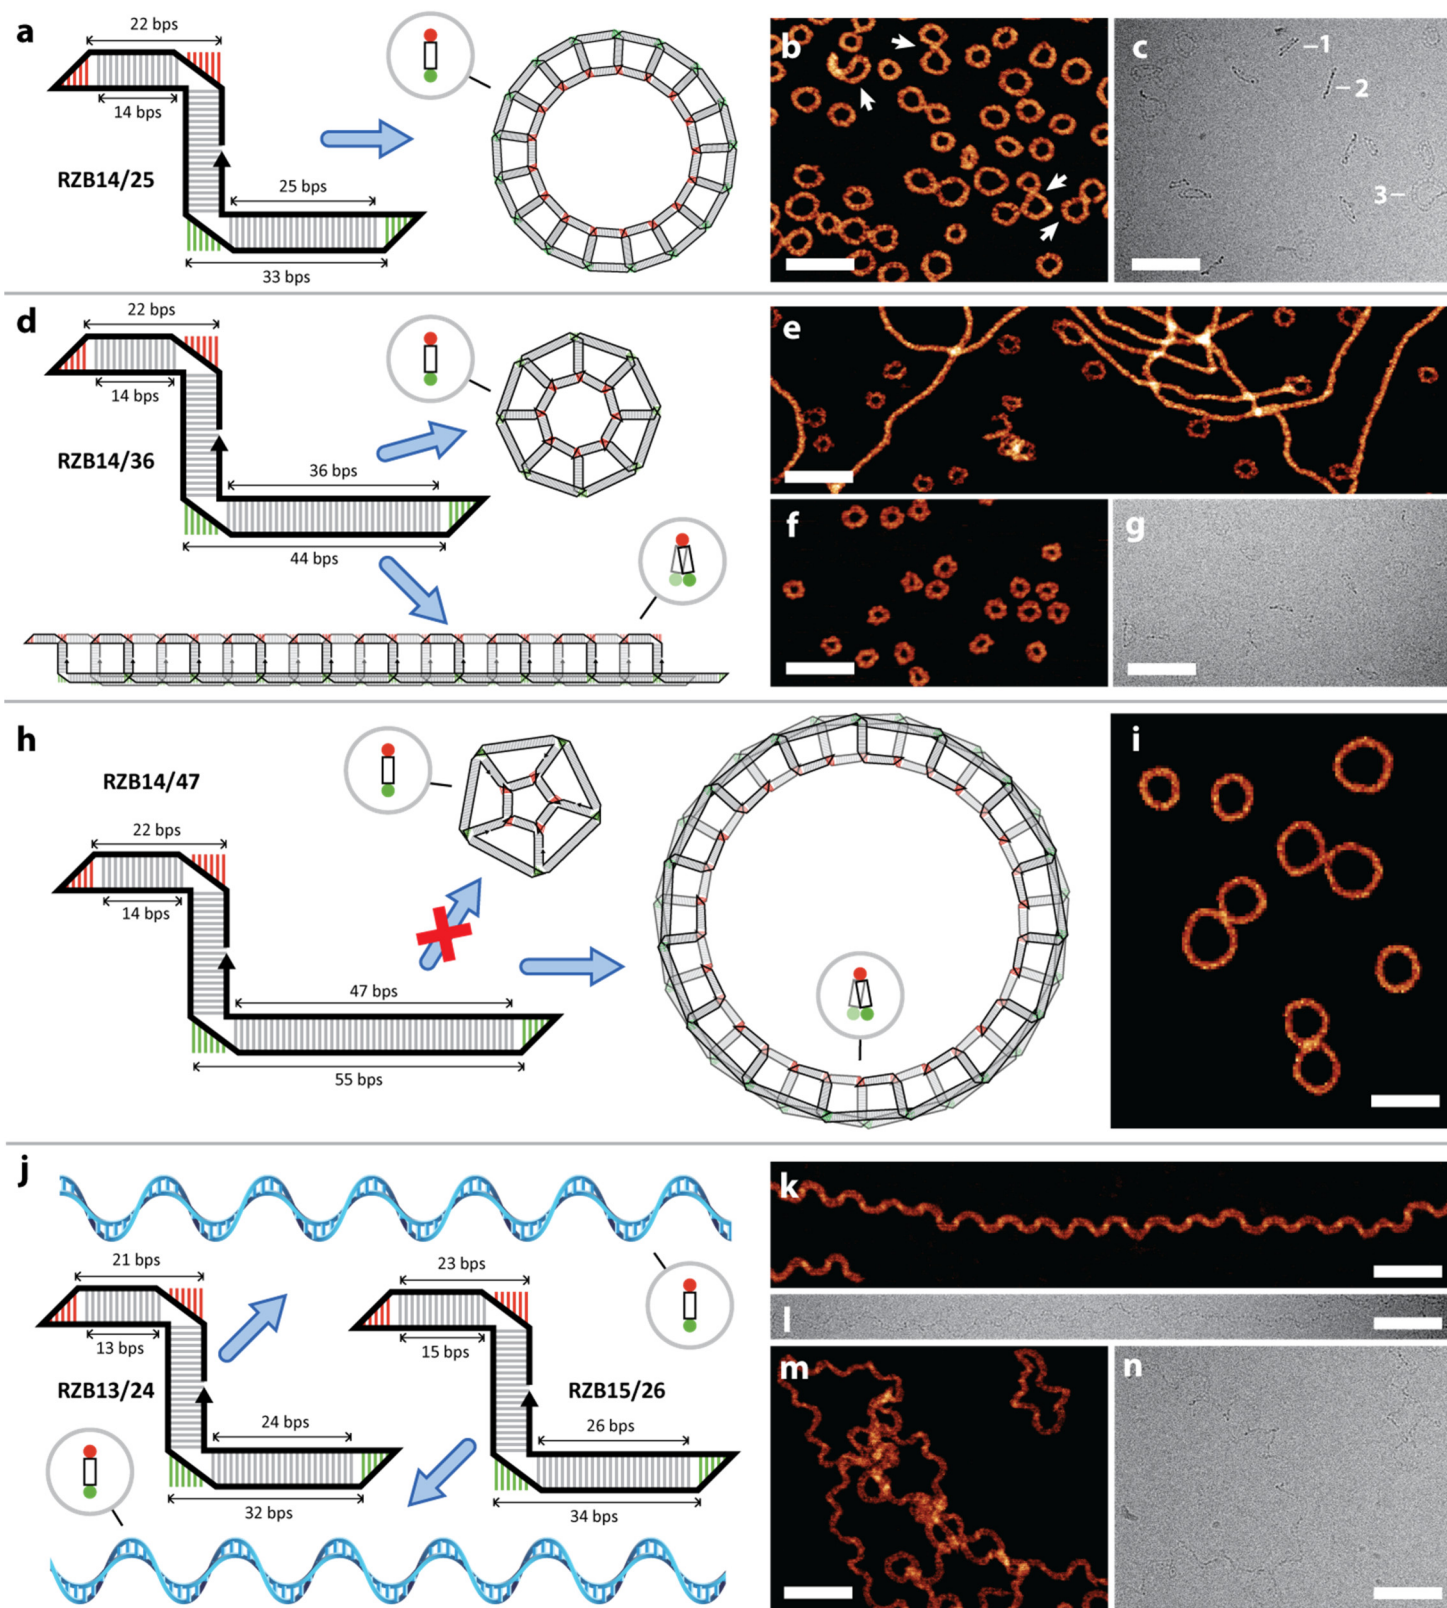 a
22 bps
14 bps
RZB14/25
25 bps
33 bps
b
c
1
2
3
d
22 bps
14 bps
RZB14/36
36 bps
44 bps
e
f
g
h
RZB14/47
22 bps
14 bps
47 bps
55 bps
i
j
21 bps
13 bps
RZB13/24
24 bps
32 bps
23 bps
15 bps
RZB15/26
26 bps
34 bps
k
l
m
n